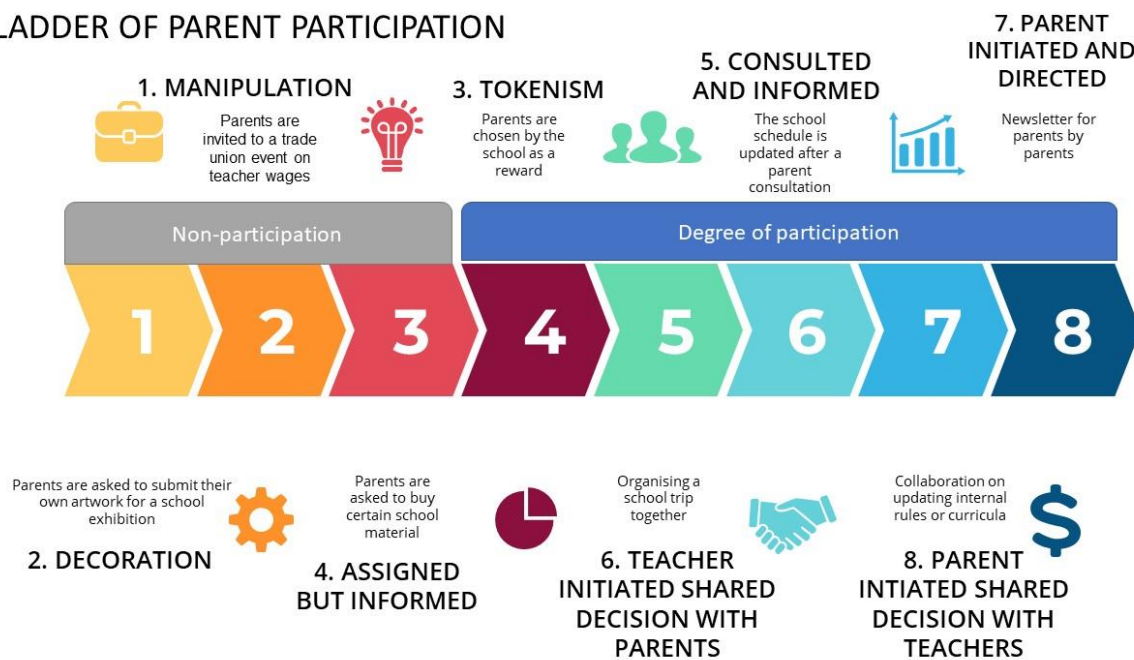 LADDER OF PARENT PARTICIPATION
1. MANIPULATION
Parents are
invited to a trade
union event on
teacher wages
3. TOKENISM
Parents are
chosen by the
school as a
reward
5. CONSULTED
AND INFORMED
The school
schedule is
updated after a
parent
consultation
7. PARENT
INITIATED AND
DIRECTED
Newsletter for
parents by
parents
Non-participation
Degree of participation
1 2 3 4 5 6 7 8
Parents are asked to submit their
own artwork for a school
exhibition
2. DECORATION
Parents are
asked to buy
certain school
material
4. ASSIGNED
BUT INFORMED
Organising a
school trip
together
6. TEACHER
INITIATED SHARED
DECISION WITH
PARENTS
Collaboration on
updating internal
rules or curricula
8. PARENT
INTIATED SHARED
DECISION WITH
TEACHERS